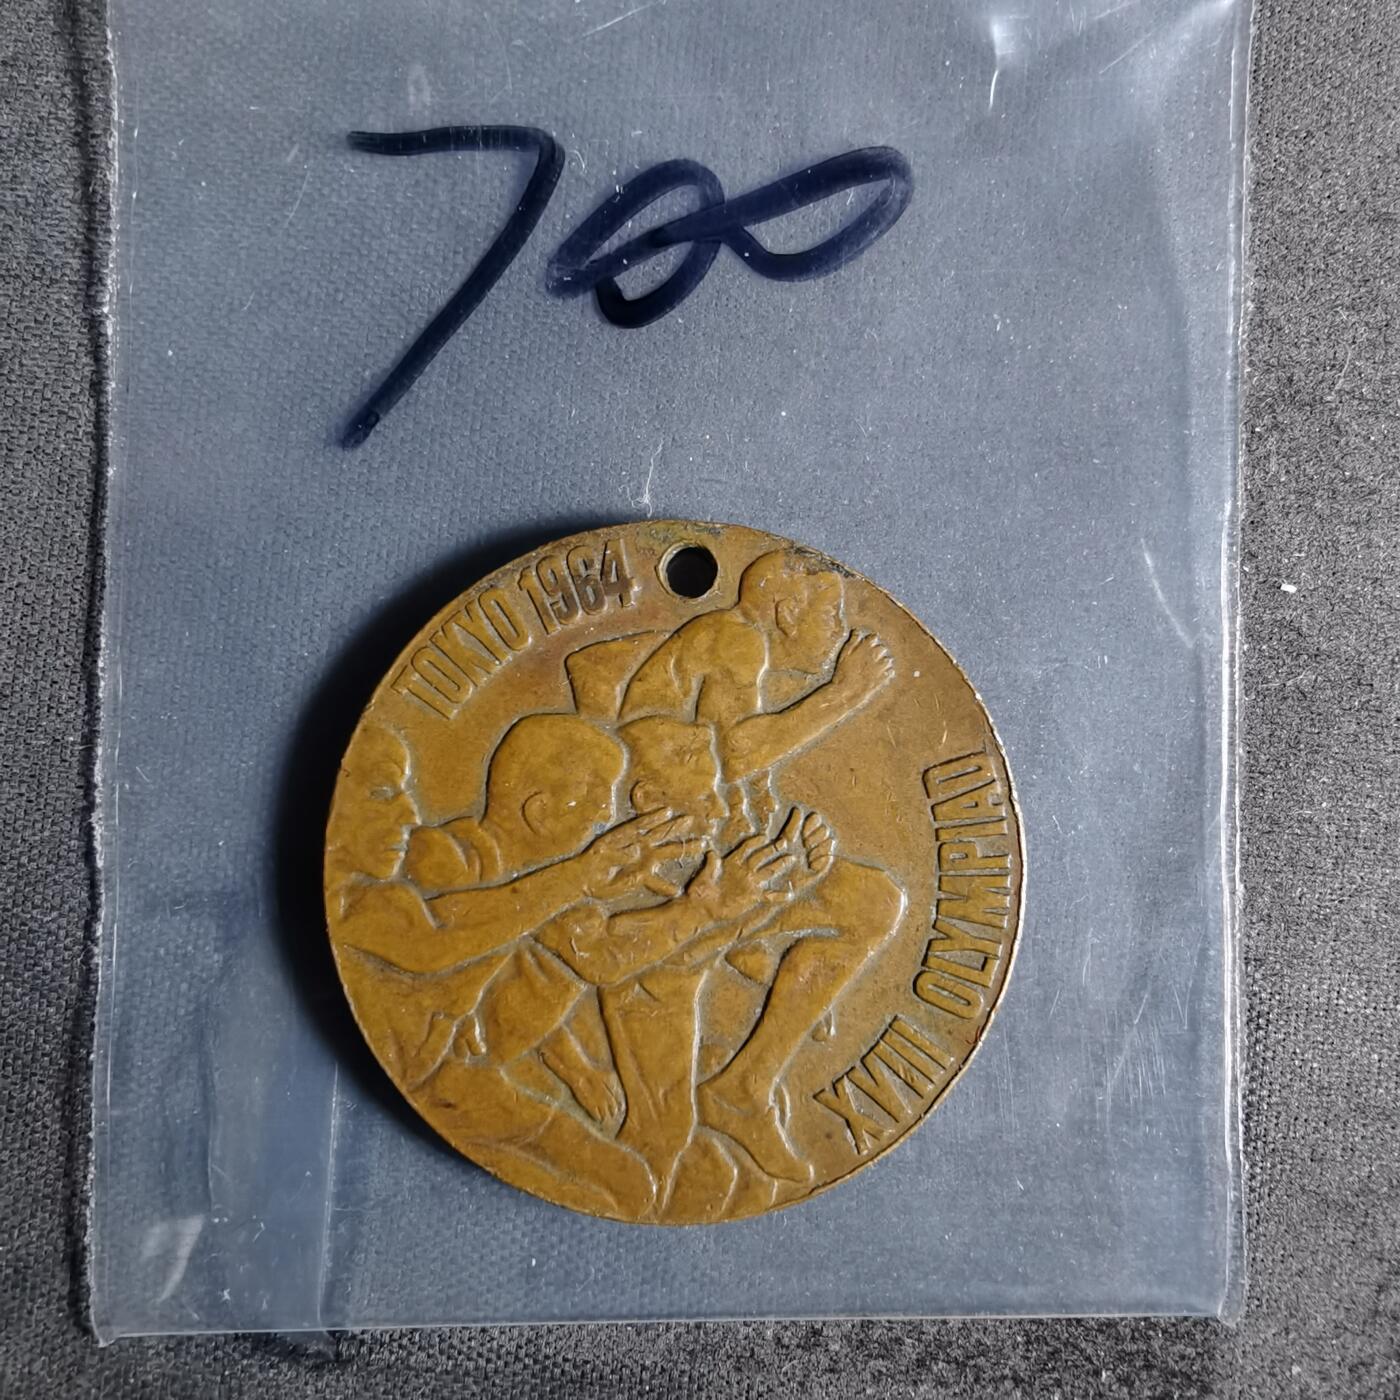 700
TOKYO 1964
XVIII OLYMPIAD